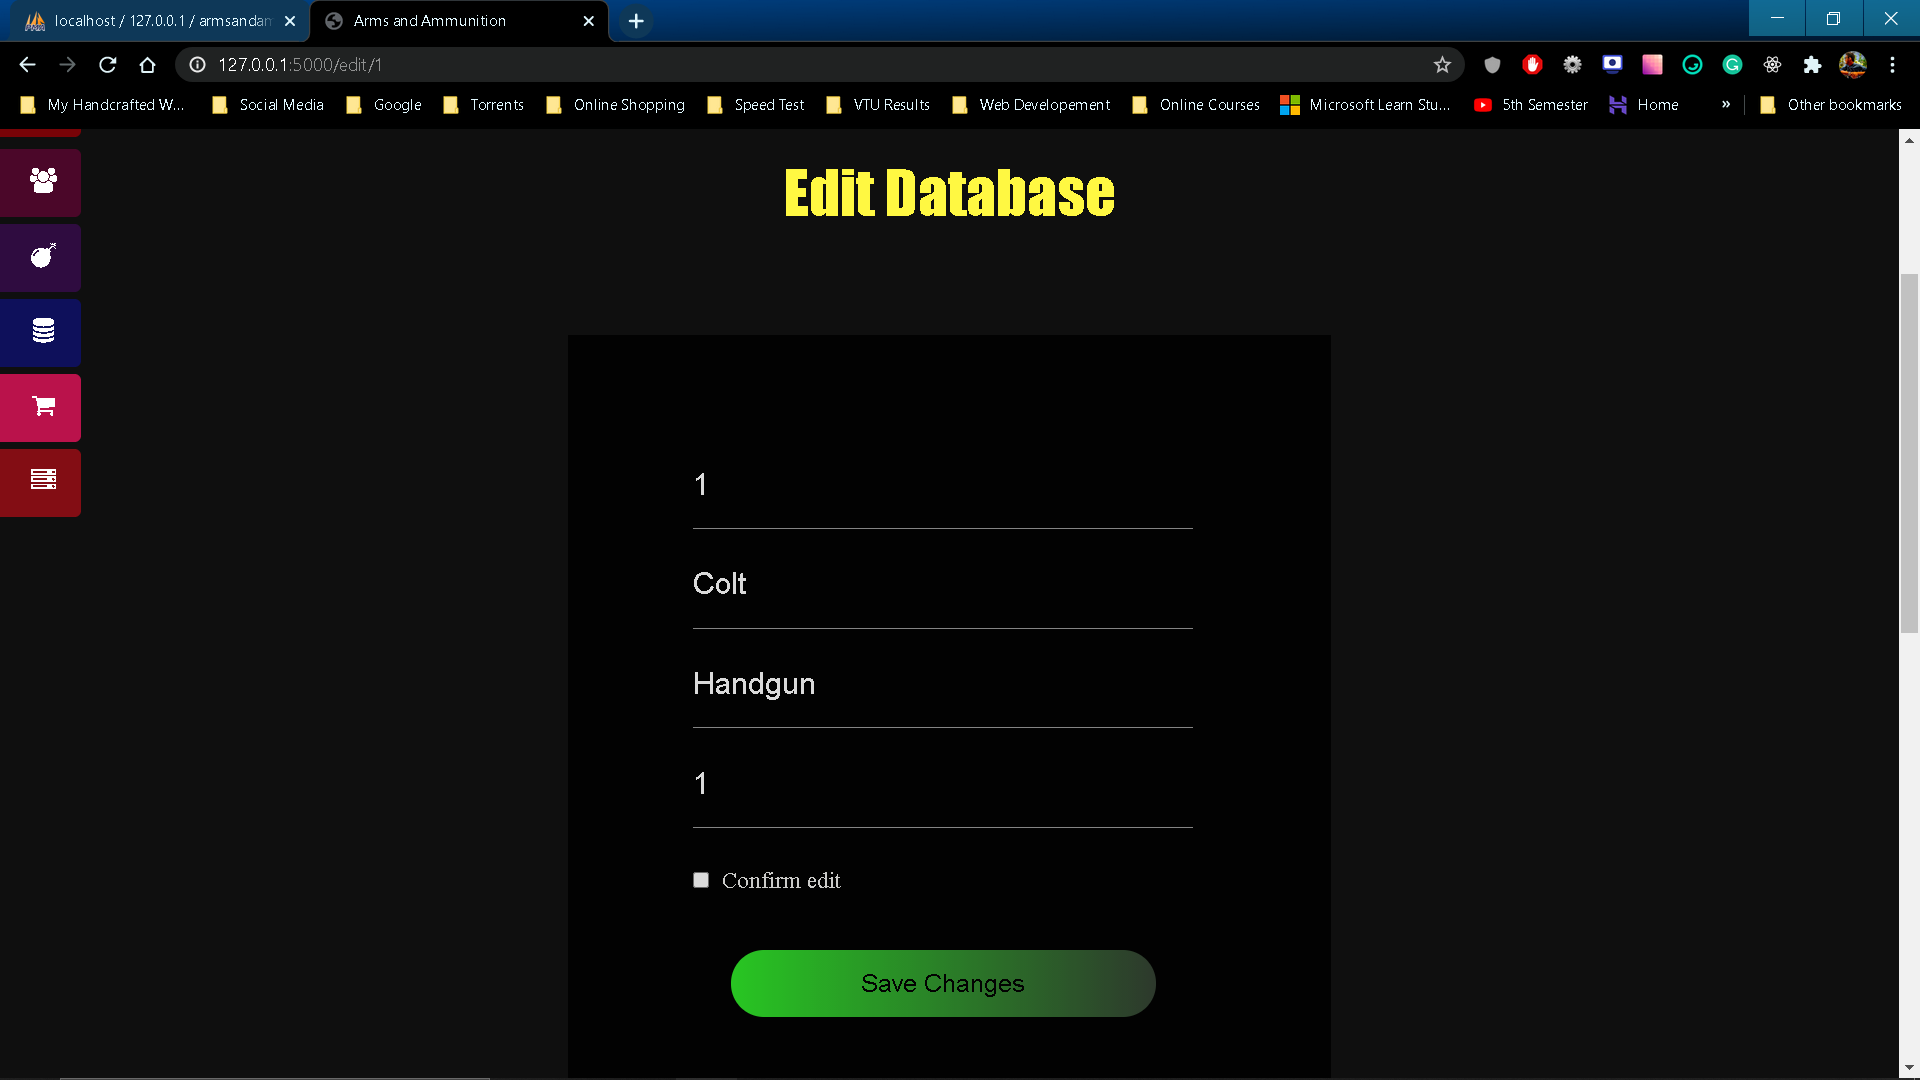 localhost / 127.0.0.1 / armsandam
Arms and Ammunition
127.0.0.1:5000/edit/1
My Handcrafted W...
Social Media
Google
Torrents
Online Shopping
Speed Test
VTU Results
Web Developement
Online Courses
Microsoft Learn Stu...
5th Semester
Home
»
Other bookmarks
Edit Database
1
Colt
Handgun
1
Confirm edit
Save Changes